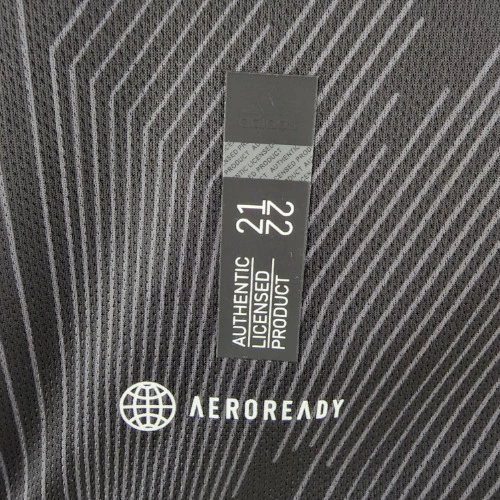 21
22
AUTHENTIC
LICENSED
PRODUCT
AEROREADY